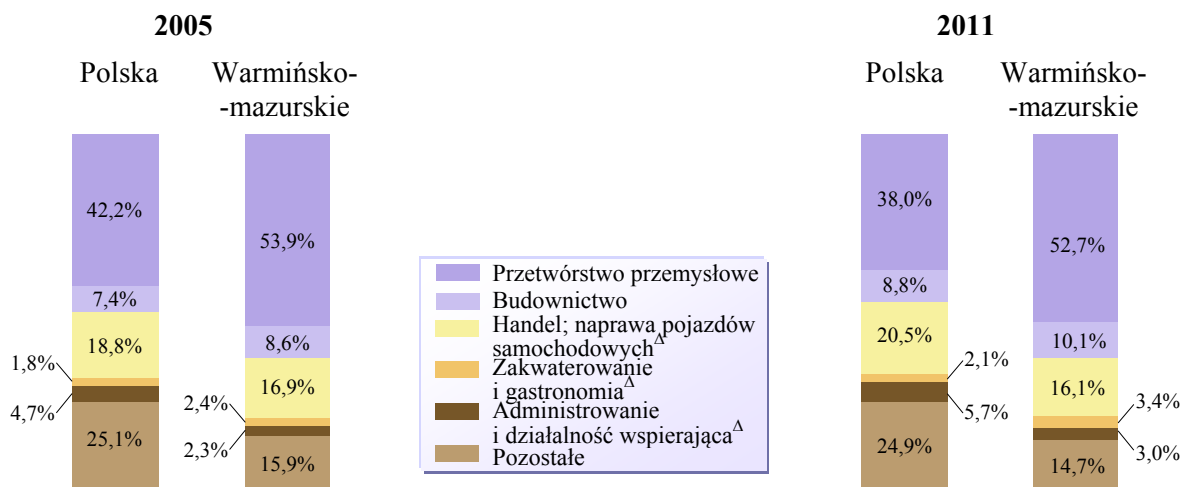 2005
Polska
Warmińsko-
-mazurskie
42,2%
7,4%
18,8%
1,8%
4,7%
25,1%
53,9%
8,6%
16,9%
2,4%
2,3%
15,9%
Przetwórstwo przemysłowe
Budownictwo
Handel; naprawa pojazdów
samochodowych^Δ
Zakwaterowanie
i gastronomia^Δ
Administrowanie
i działalność wspierająca^Δ
Pozostałe
2011
Polska
Warmińsko-
-mazurskie
38,0%
8,8%
20,5%
2,1%
5,7%
24,9%
52,7%
10,1%
16,1%
3,4%
3,0%
14,7%